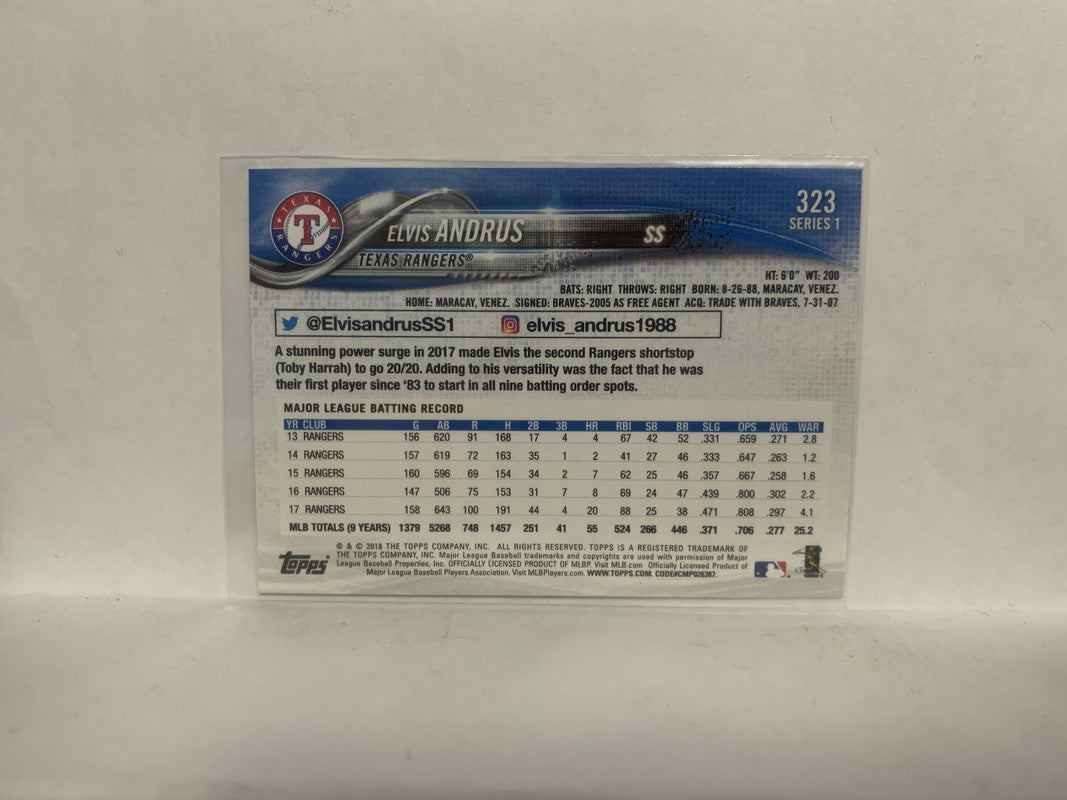 TEXAS RANGERS
T
ELVIS ANDRUS SS
TEXAS RANGERS®
323
SERIES 1
HT: 6'0" WT: 200
BATS: RIGHT THROWS: RIGHT BORN: 8-26-88, MARACAY, VENEZ.
HOME: MARACAY, VENEZ. SIGNED: BRAVES-2005 AS FREE AGENT ACQ: TRADE WITH BRAVES, 7-31-07
@ElvisandrusSS1 elvis_andrus1988
A stunning power surge in 2017 made Elvis the second Rangers shortstop
(Toby Harrah) to go 20/20. Adding to his versatility was the fact that he was
their first player since '83 to start in all nine batting order spots.
MAJOR LEAGUE BATTING RECORD
YR CLUB G AB R H 2B 3B HR RBI SB BB SLG OPS AVG WAR
13 RANGERS 156 620 91 168 17 4 4 67 42 52 .331 .659 .271 2.8
14 RANGERS 157 619 72 163 35 1 2 41 27 46 .333 .647 .263 1.2
15 RANGERS 160 596 69 154 34 2 7 62 25 46 .357 .667 .258 1.6
16 RANGERS 147 506 75 153 31 7 8 69 24 47 .439 .800 .302 2.2
17 RANGERS 158 643 100 191 44 4 20 88 25 38 .471 .808 .297 4.1
MLB TOTALS (9 YEARS) 1379 5268 748 1457 251 41 55 524 266 446 .371 .706 .277 25.2
Topps
® & © 2018 THE TOPPS COMPANY, INC. ALL RIGHTS RESERVED. TOPPS IS A REGISTERED TRADEMARK OF
THE TOPPS COMPANY, INC. Major League Baseball trademarks and copyrights are used with permission of
Major League Baseball Properties, Inc. OFFICIALLY LICENSED PRODUCT OF MLBP. Visit MLB.com Officially Licensed Product of
Major League Baseball Players Association. Visit MLBPlayers.com. WWW.TOPPS.COM. CODE#CMP026387.